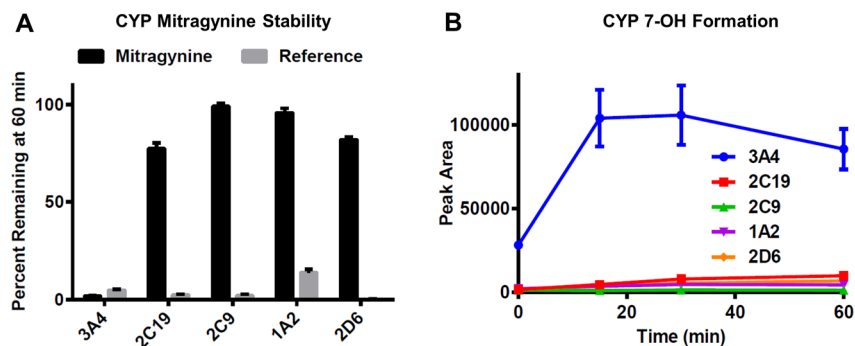 A
CYP Mitragynine Stability
Mitragynine
Reference
Percent Remaining at 60 min
100
50
0
3A4
2C19
2C9
1A2
2D6
B
CYP 7-OH Formation
Peak Area
100000
50000
0
3A4
2C19
2C9
1A2
2D6
0
20
40
60
Time (min)